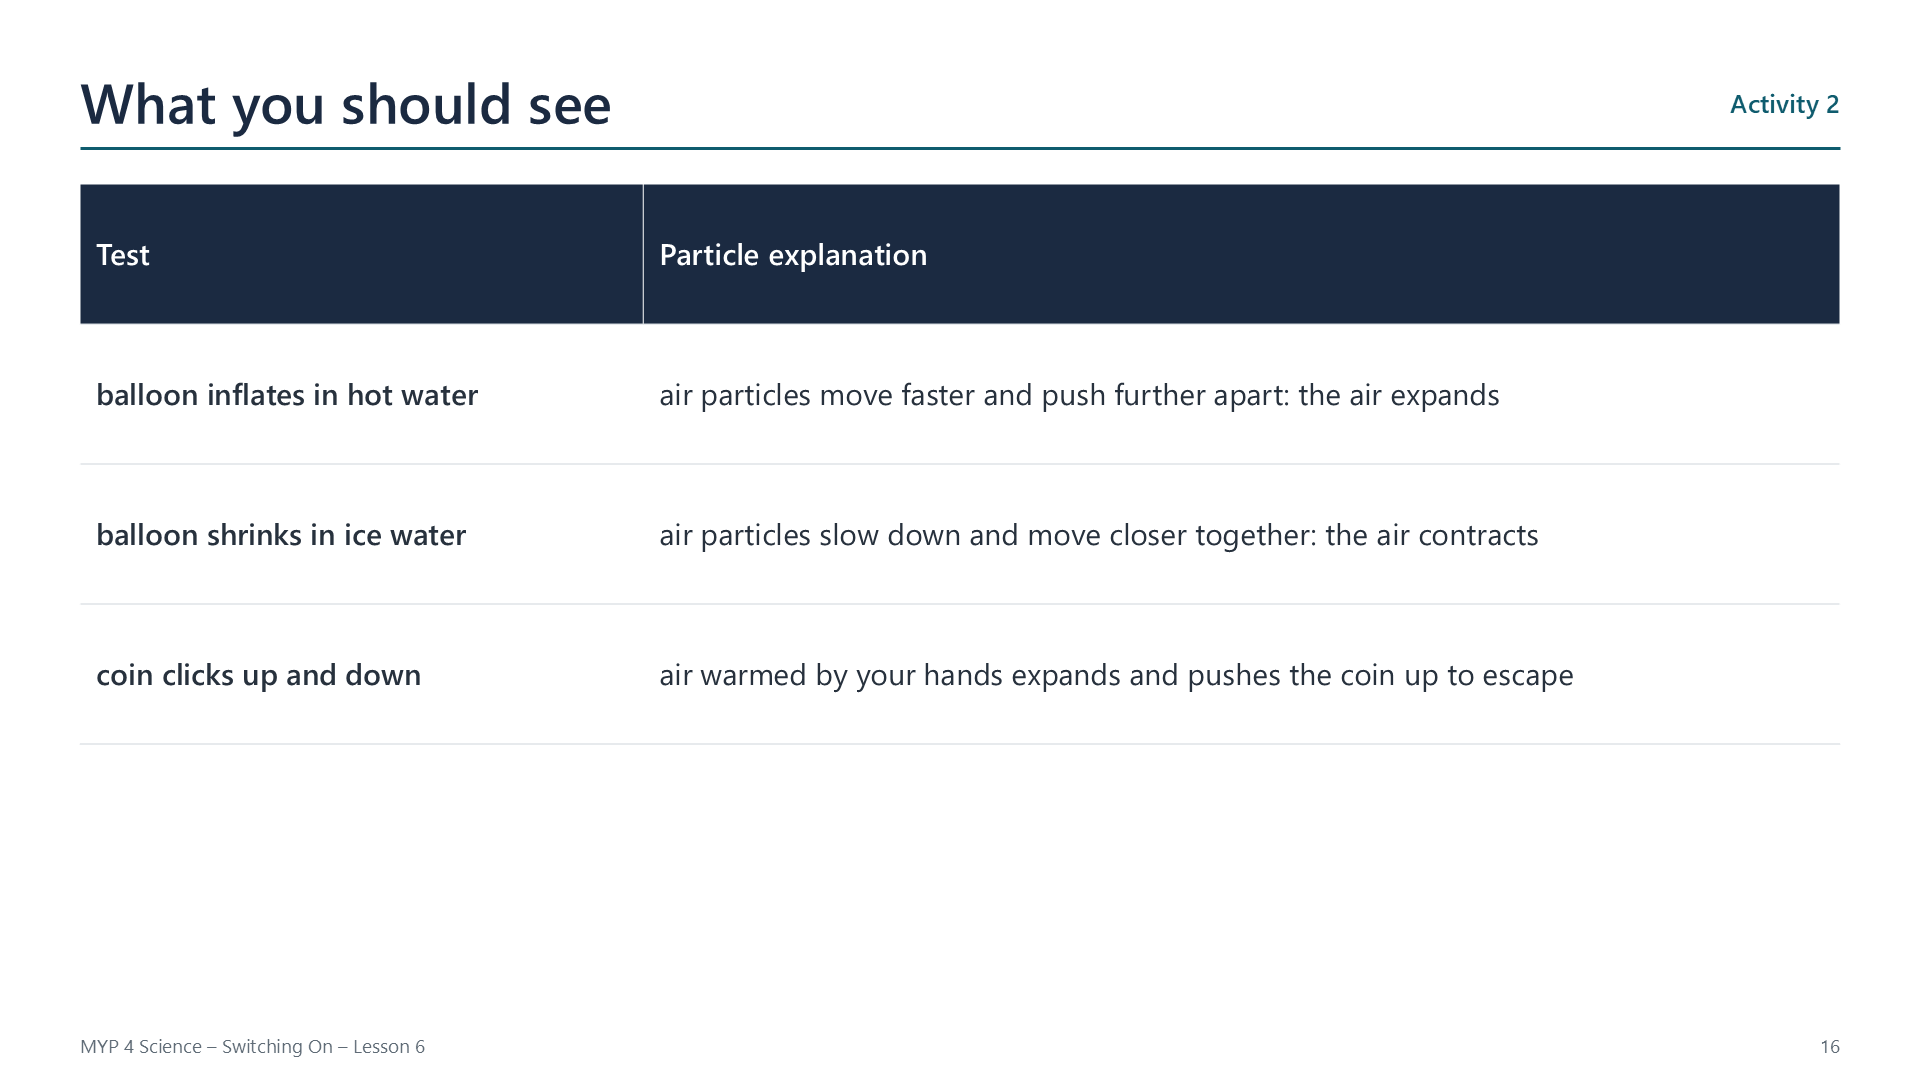 What you should see
Activity 2
Test
Particle explanation
balloon inflates in hot water
air particles move faster and push further apart: the air expands
balloon shrinks in ice water
air particles slow down and move closer together: the air contracts
coin clicks up and down
air warmed by your hands expands and pushes the coin up to escape
MYP 4 Science – Switching On – Lesson 6
16